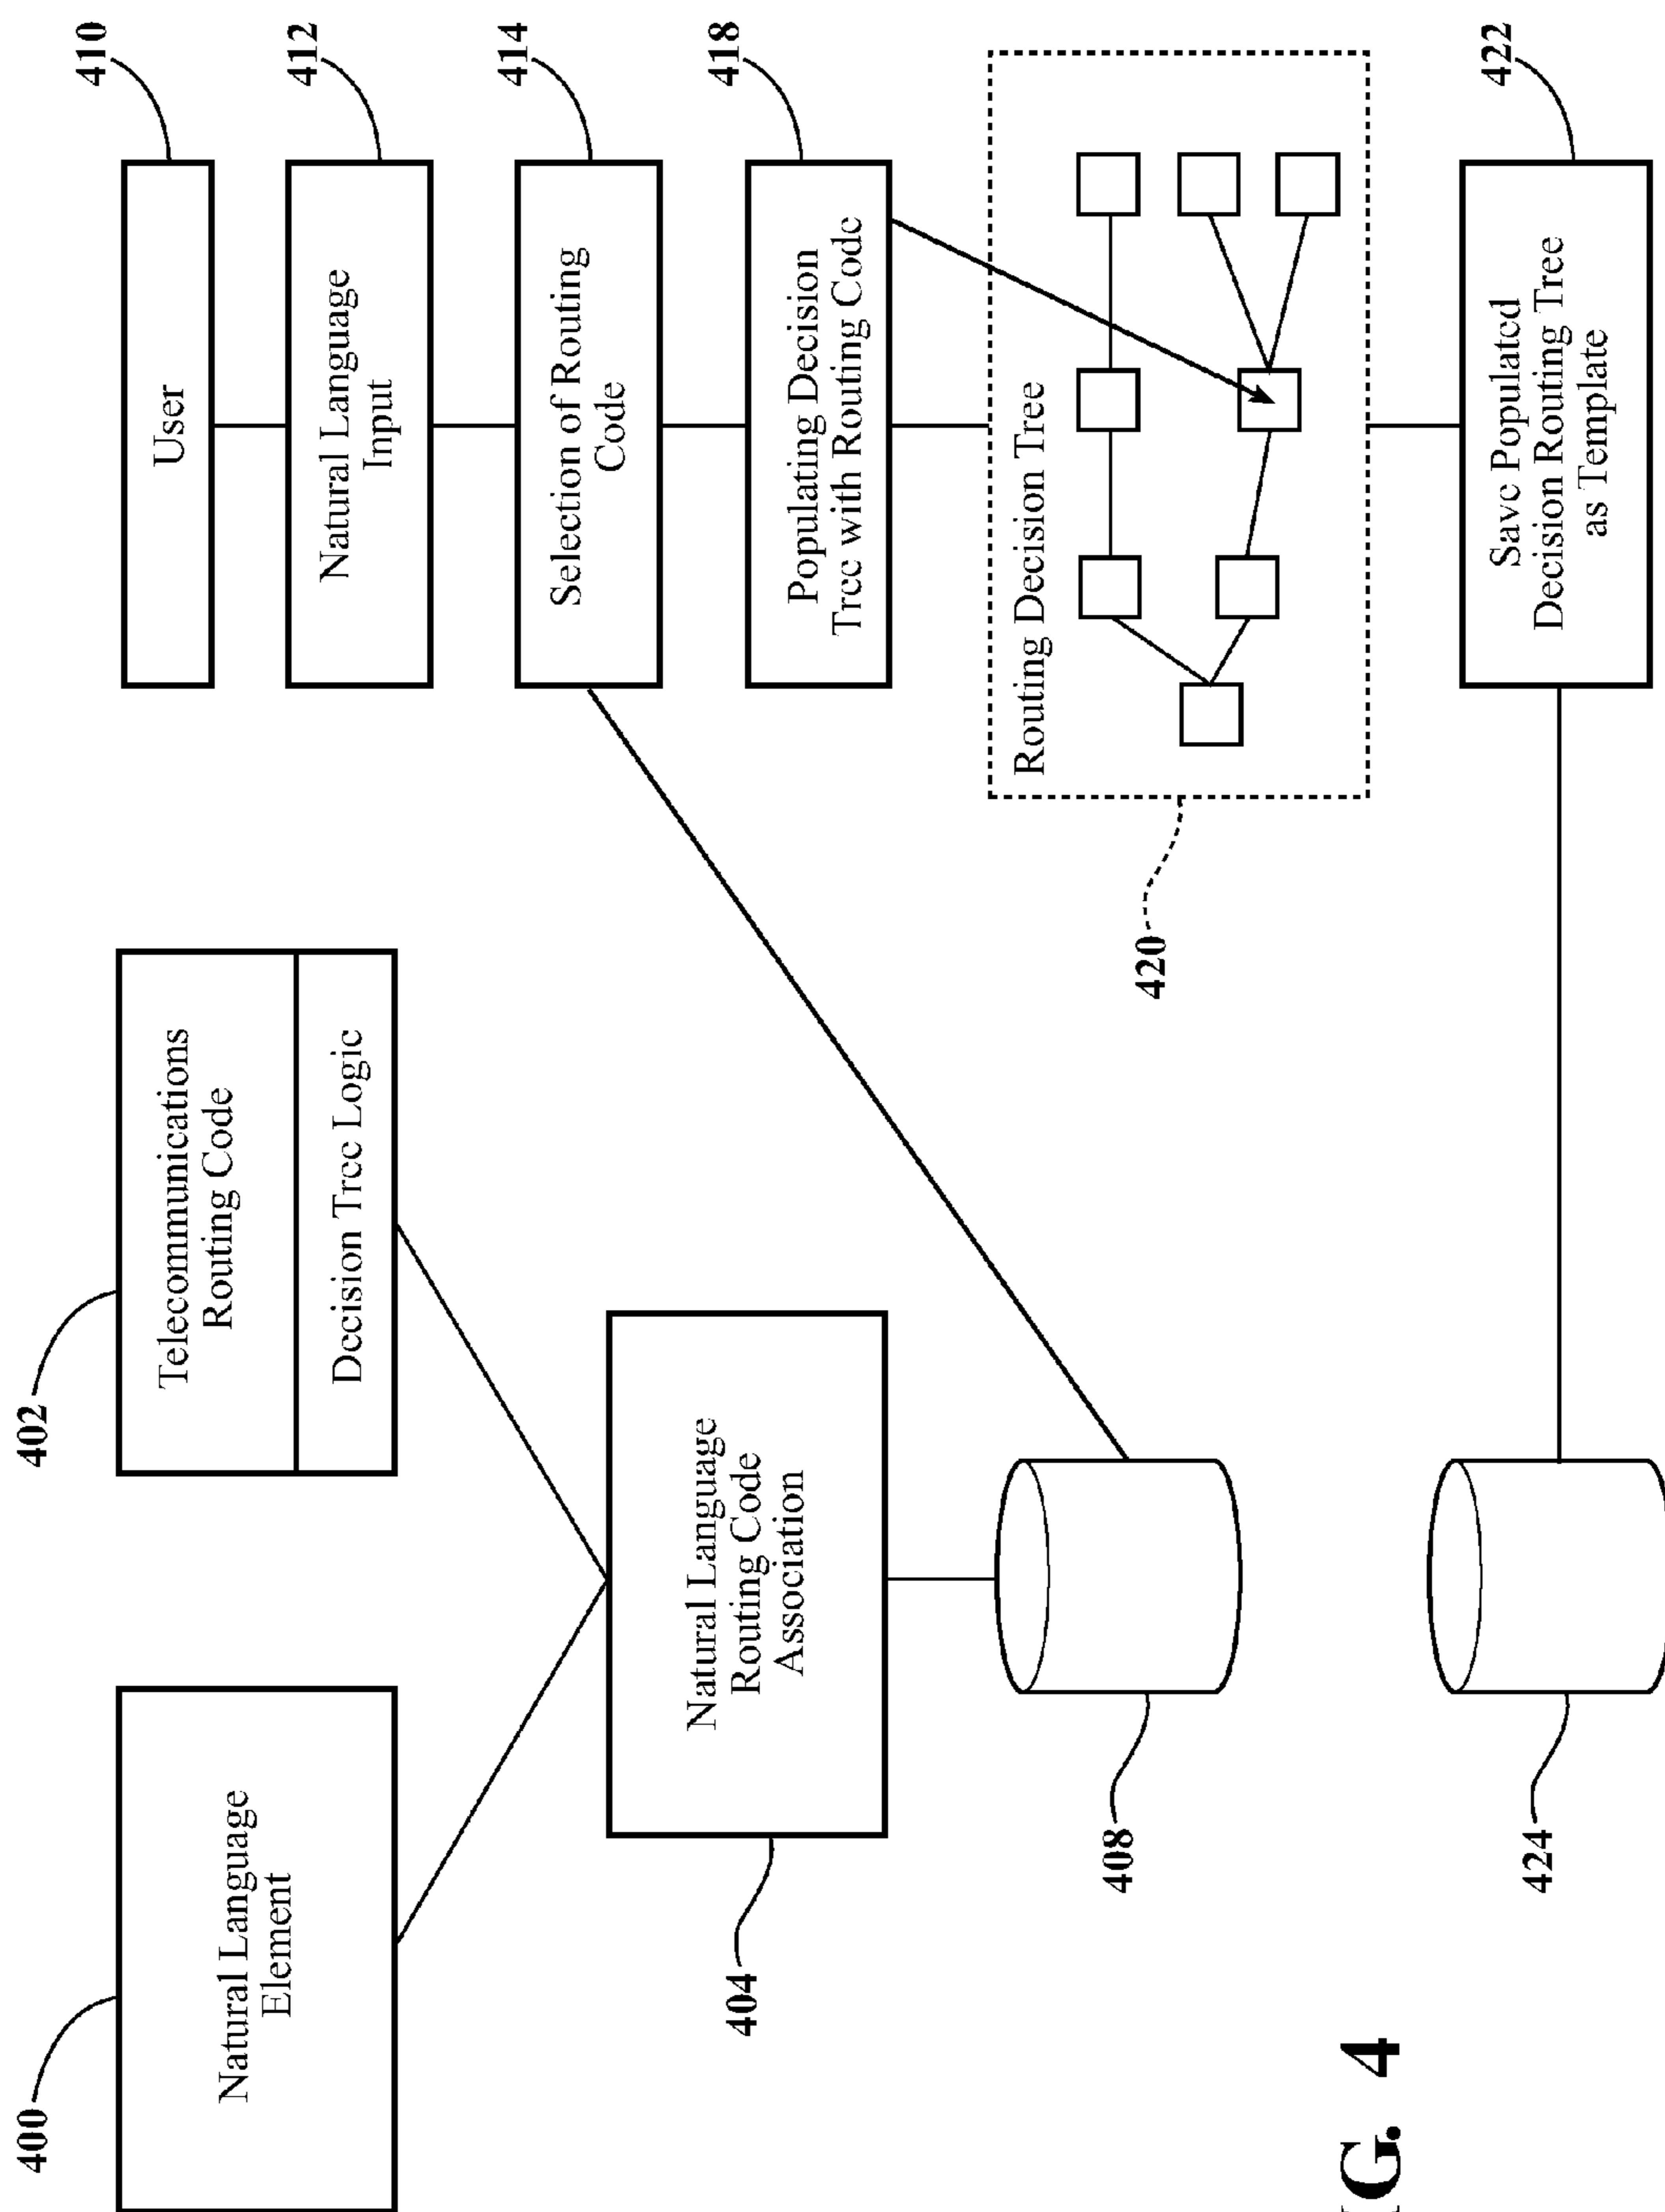 400
Natural Language
Element
402
Telecommunications
Routing Code
Decision Tree Logic
404
Natural Language
Routing Code
Association
408
424
410
User
412
Natural Language
Input
414
Selection of Routing
Code
418
Populating Decision
Tree with Routing Code
420
Routing Decision Tree
422
Save Populated
Decision Routing Tree
as Template
IG. 4